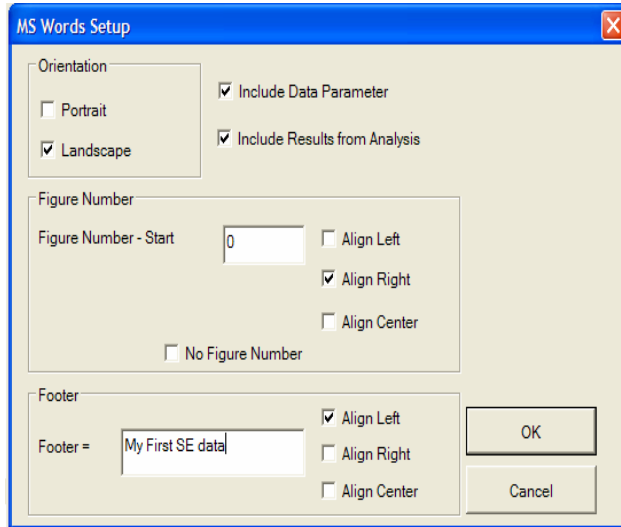 MS Words Setup
Orientation
Portrait
Landscape
Include Data Parameter
Include Results from Analysis
Figure Number
Figure Number - Start
0
Align Left
Align Right
Align Center
No Figure Number
Footer
Footer =
My First SE data
Align Left
Align Right
Align Center
OK
Cancel